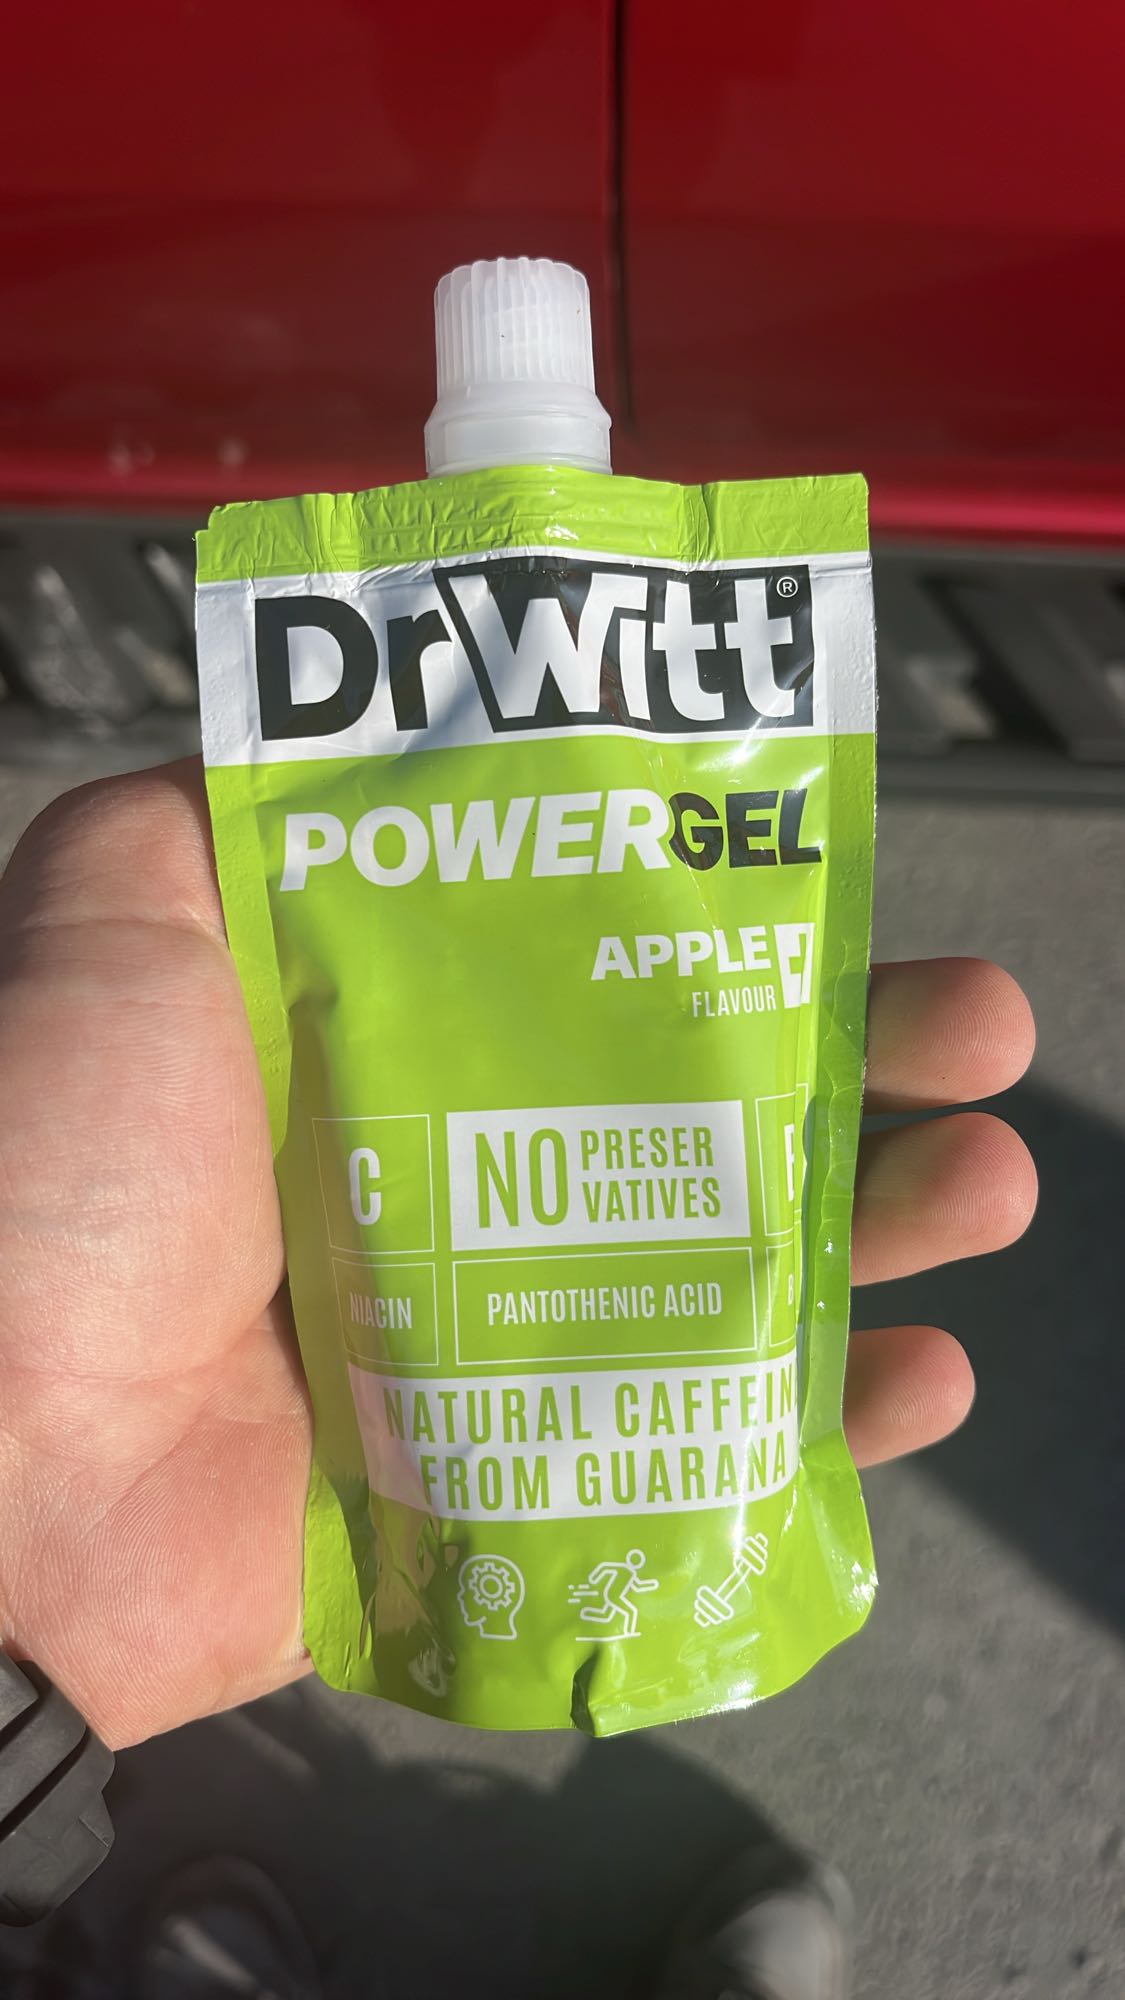 DrWitt®
POWERGEL
APPLE
FLAVOUR
C
NO PRESER
VATIVES
NIACIN
PANTOTHENIC ACID
NATURAL CAFFEIN
FROM GUARANA